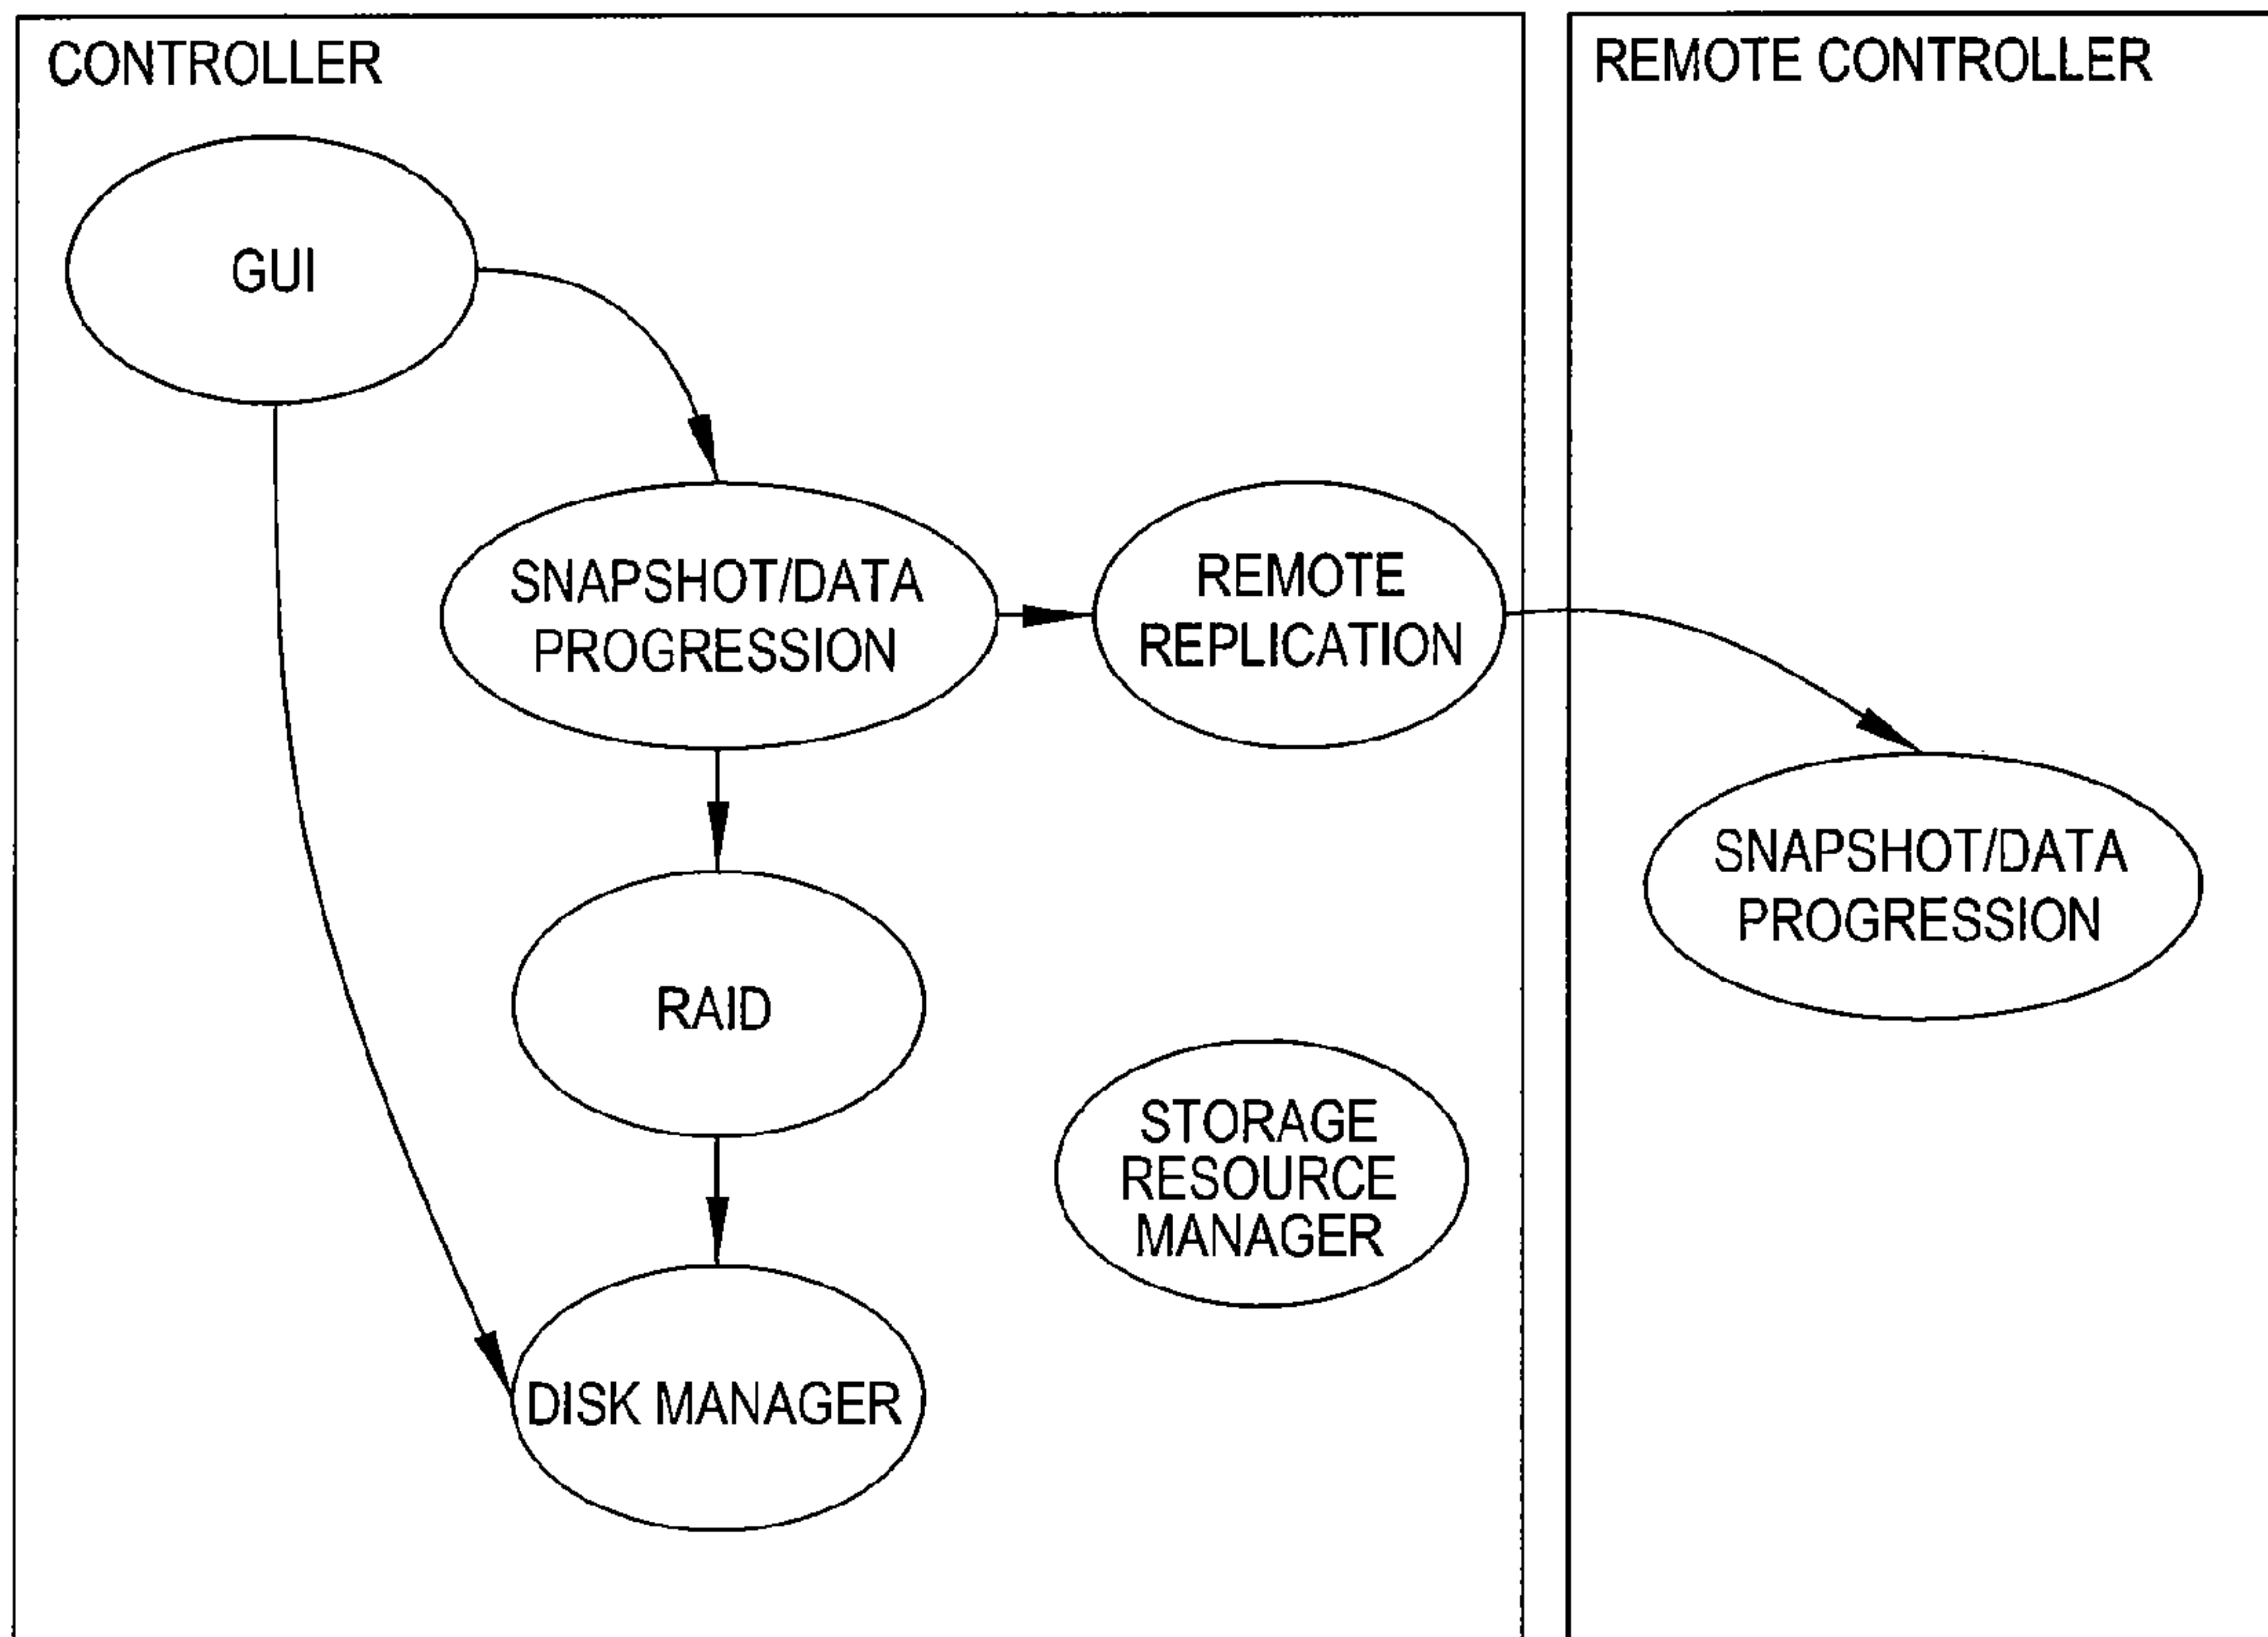 CONTROLLER
REMOTE CONTROLLER
GUI
SNAPSHOT/DATA
PROGRESSION
REMOTE
REPLICATION
SNAPSHOT/DATA
PROGRESSION
RAID
STORAGE
RESOURCE
MANAGER
DISK MANAGER